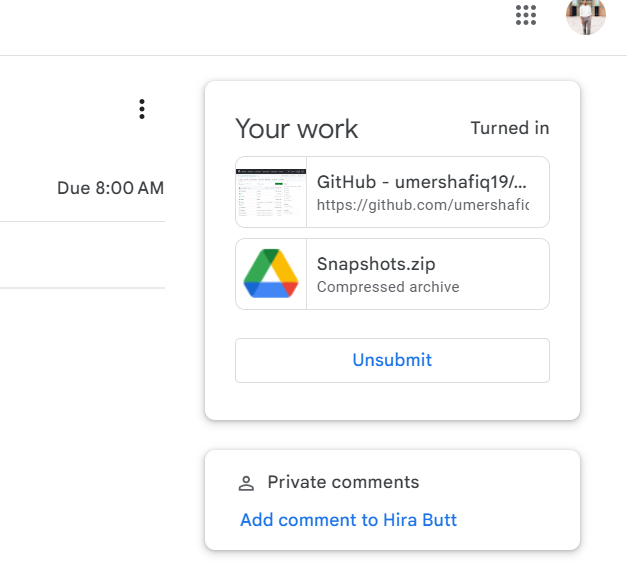 Due 8:00 AM
Your work
Turned in
GitHub - umershafiq19/...
https://github.com/umershafic
Snapshots.zip
Compressed archive
Unsubmit
Private comments
Add comment to Hira Butt